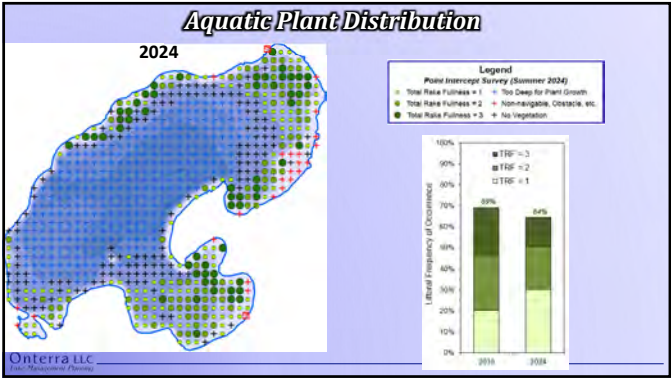 Aquatic Plant Distribution
2024
Legend
Point Intercept Survey (Summer 2024)
Total Rake Fullness = 1
Total Rake Fullness = 2
Total Rake Fullness = 3
Too Deep for Plant Growth
Non-navigable, Obstacle, etc.
No Vegetation
100%
90%
80%
70%
60%
50%
40%
30%
20%
10%
0%
Littoral Frequency of Occurrence
TRF = 3
TRF = 2
TRF = 1
69%
64%
2024
Onterra LLC
Lake Management Planning